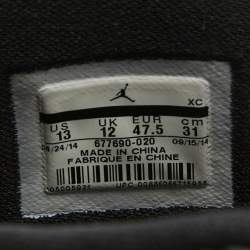 XC
US UK EUR cm
13 12 47.5 31
04/24/14 09/15/14
677690-020
MADE IN CHINA
FABRIQUE EN CHINE